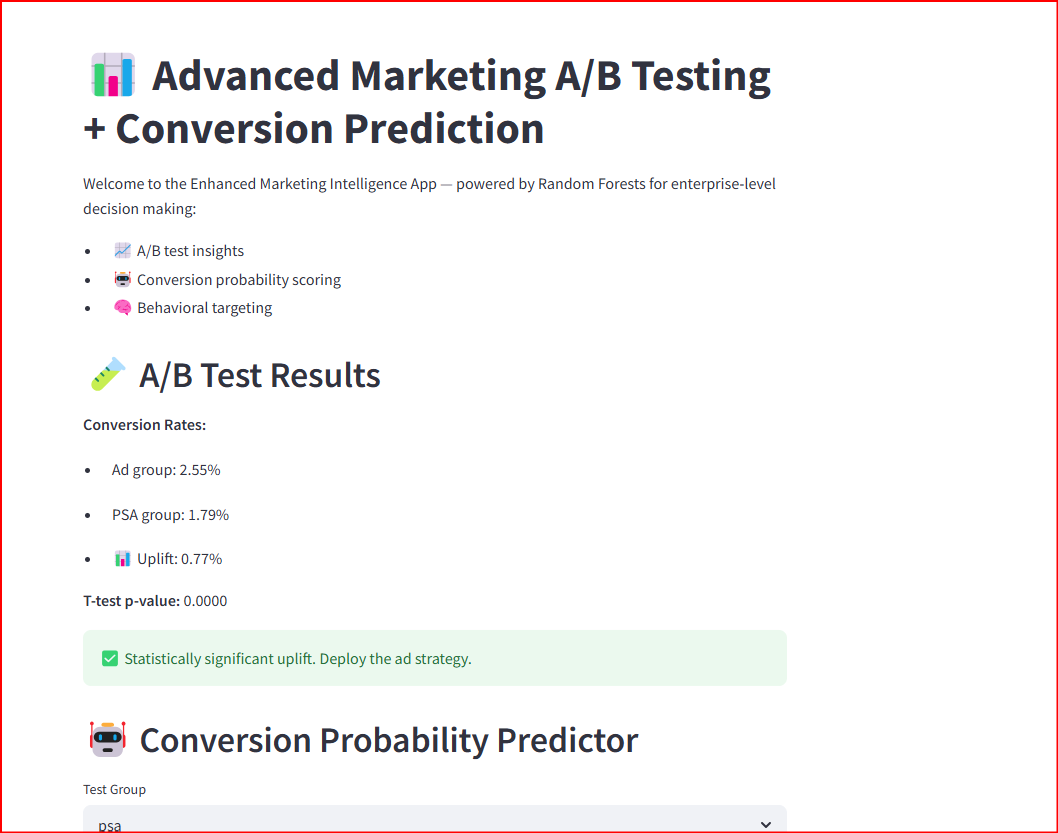 Advanced Marketing A/B Testing
+ Conversion Prediction
Welcome to the Enhanced Marketing Intelligence App — powered by Random Forests for enterprise-level
decision making:
• A/B test insights
• Conversion probability scoring
• Behavioral targeting
A/B Test Results
Conversion Rates:
• Ad group: 2.55%
• PSA group: 1.79%
• Uplift: 0.77%
T-test p-value: 0.0000
Statistically significant uplift. Deploy the ad strategy.
Conversion Probability Predictor
Test Group
psa